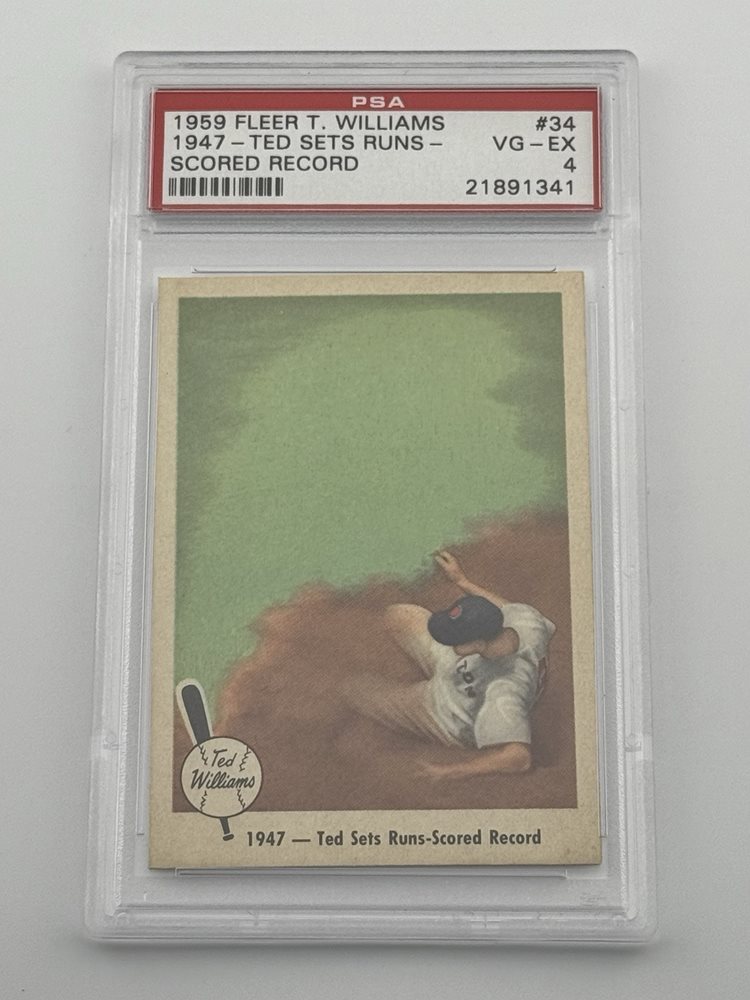 PSA
1959 FLEER T. WILLIAMS #34
1947 - TED SETS RUNS - VG - EX
SCORED RECORD 4
21891341
Ted
Williams
1947 — Ted Sets Runs-Scored Record